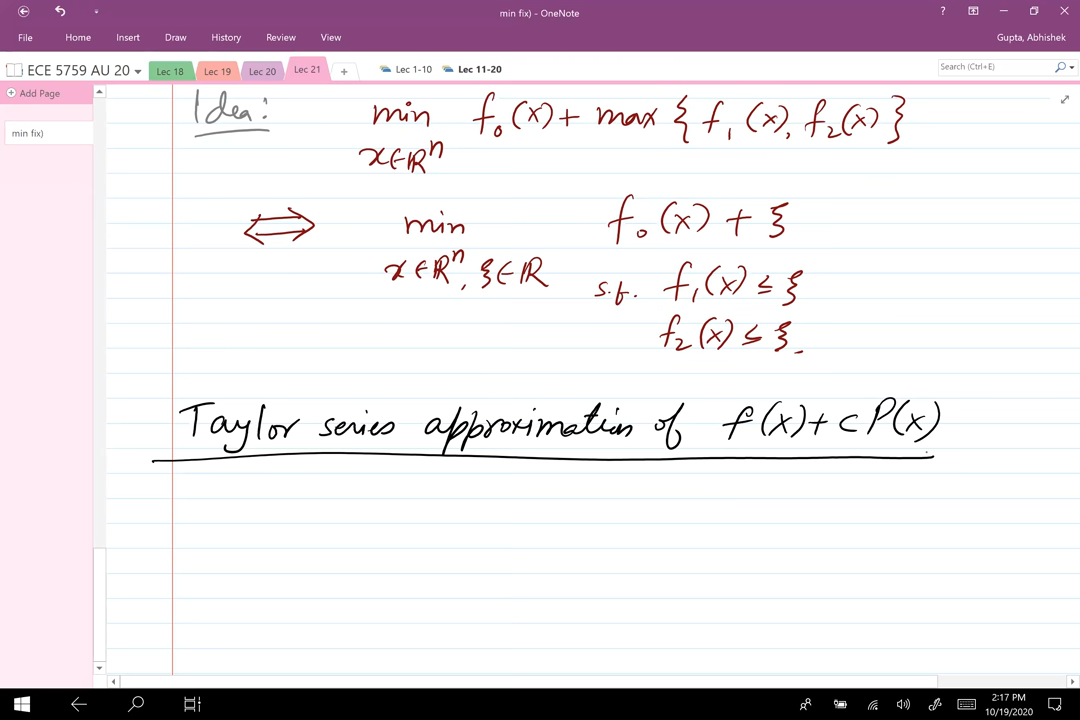 min fix) - OneNote
?
Gupta, Abhishek
File Home Insert Draw History Review View
ECE 5759 AU 20 Lec 18 Lec 19 Lec 20 Lec 21 + Lec 1-10 Lec 11-20
Search (Ctrl+E)
Add Page
min fix)
Idea: min f₀(x) + max { f₁(x), f₂(x) }
x∈ℝⁿ
⟺ min f₀(x) + ξ
x∈ℝⁿ, ξ∈ℝ s.t. f₁(x) ≤ ξ
f₂(x) ≤ ξ
Taylor series approximation of f(x) + c P(x)
2:17 PM
10/19/2020